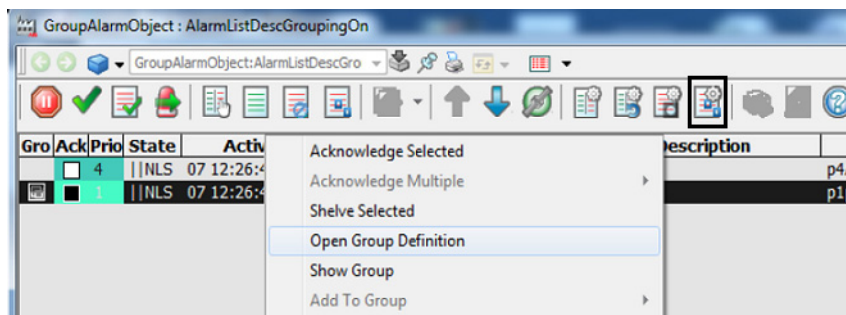 GroupAlarmObject : AlarmListDescGroupingOn
GroupAlarmObject:AlarmListDescGro
Gro Ack Prio State Activ escription
4 ||NLS 07 12:26:4 p4
1 ||NLS 07 12:26:4 p1
Acknowledge Selected
Acknowledge Multiple
Shelve Selected
Open Group Definition
Show Group
Add To Group